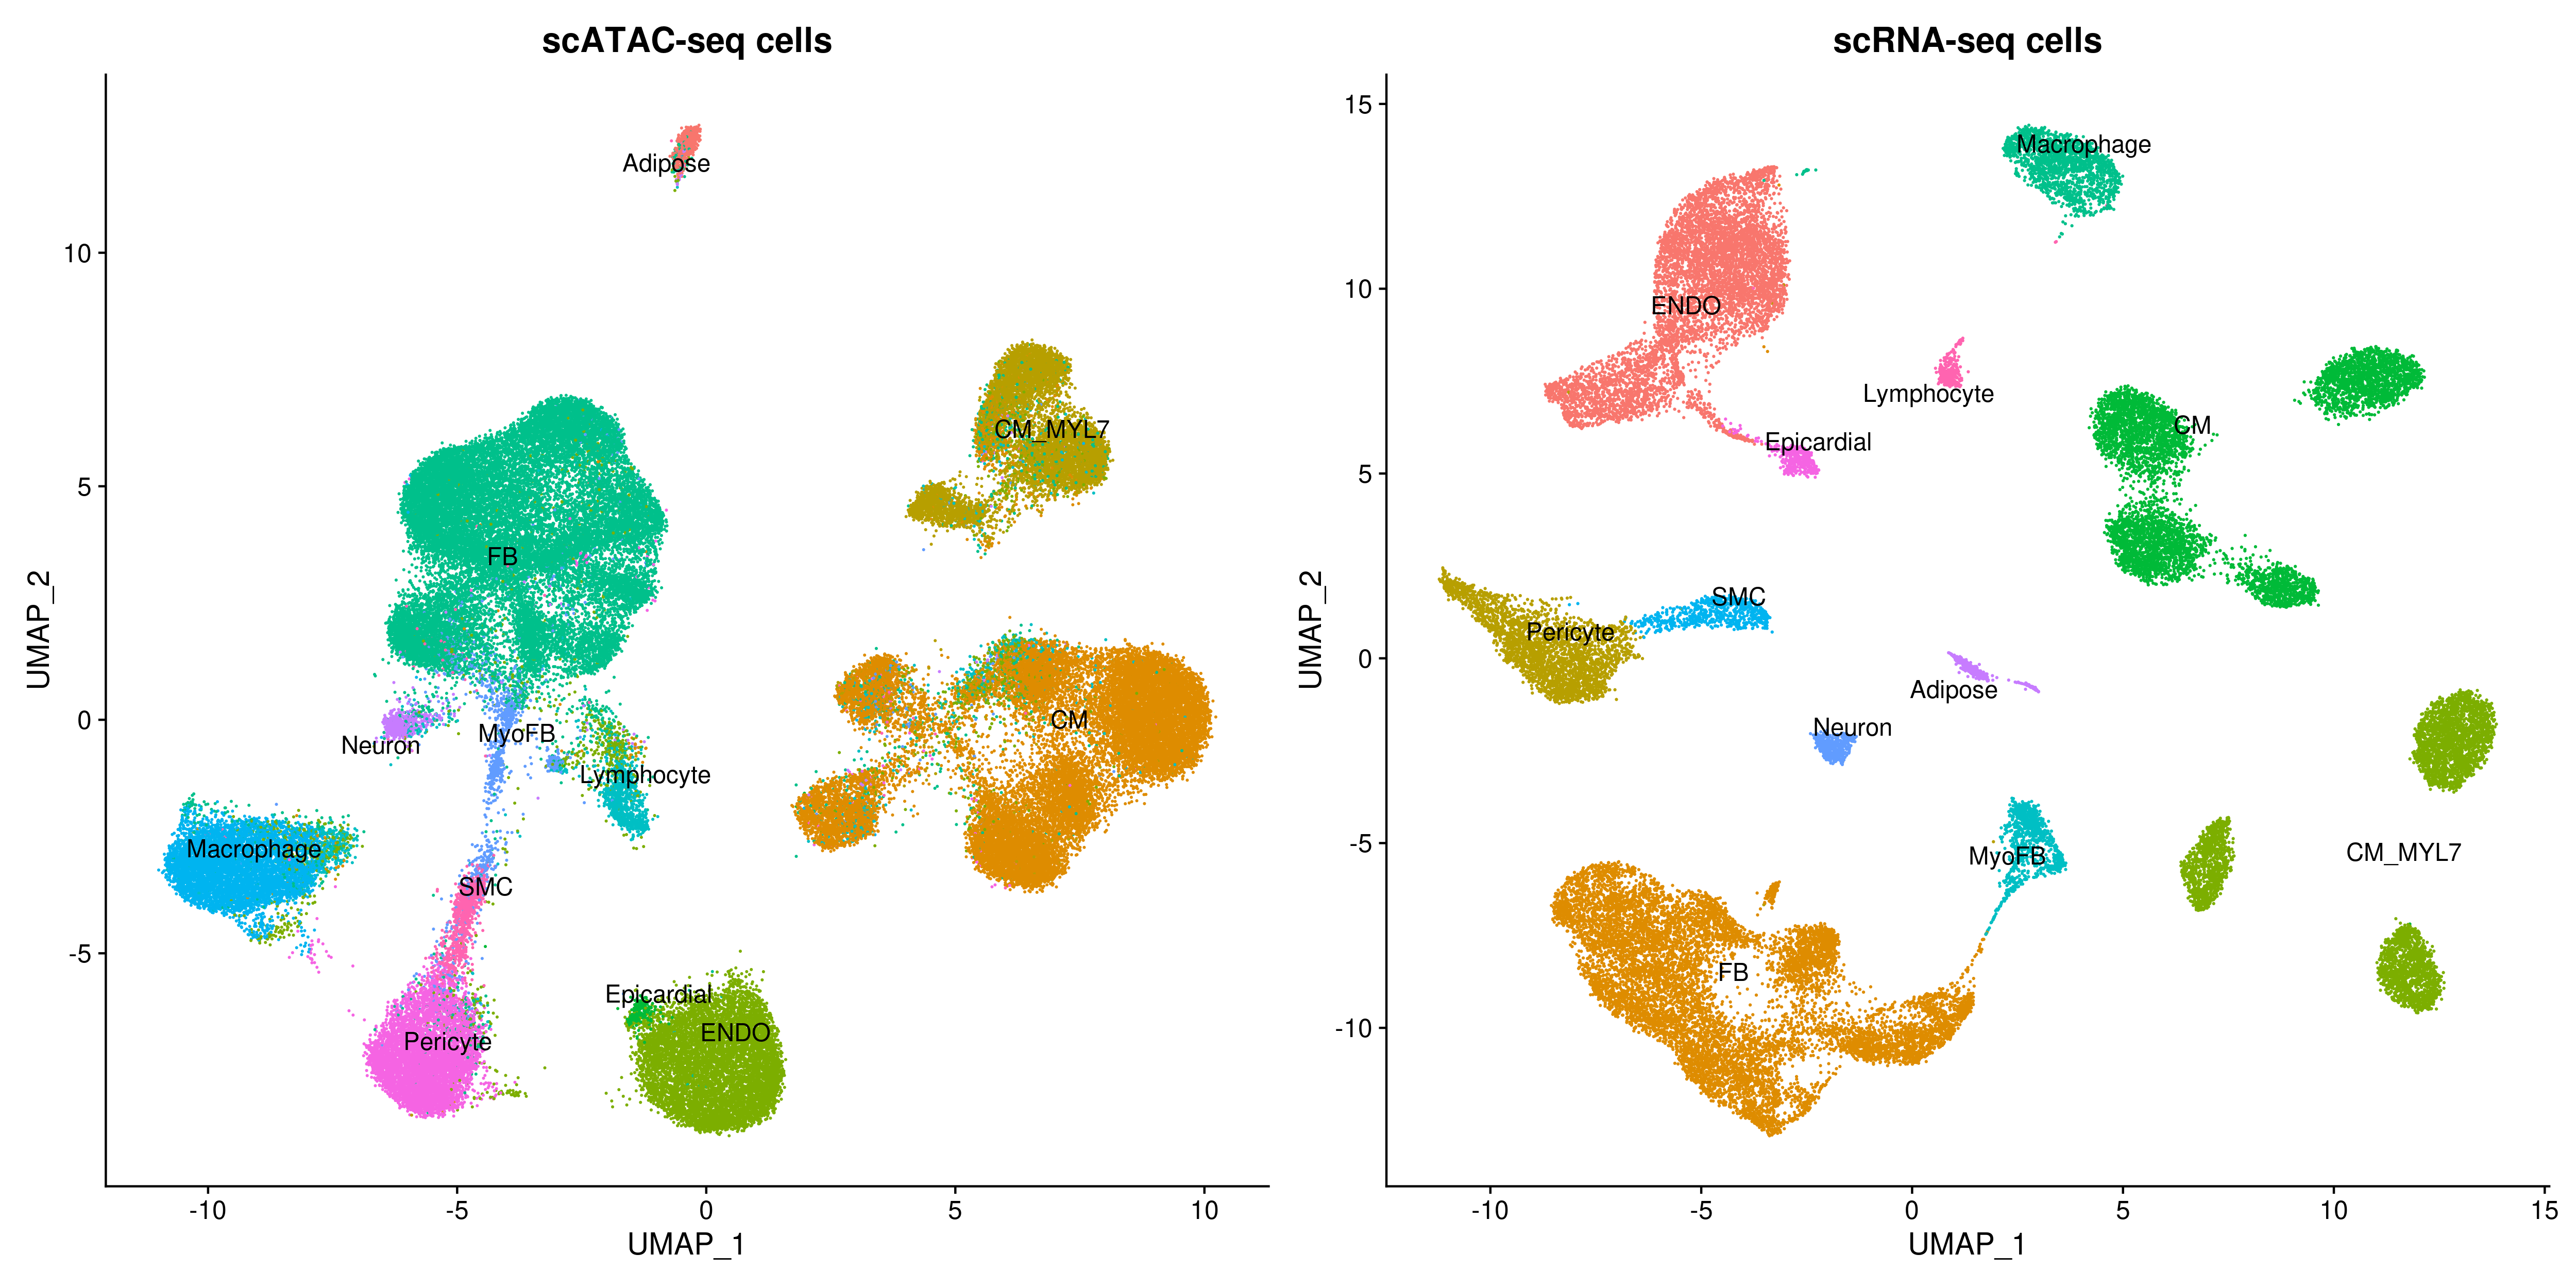 scATAC-seq cells
Adipose
CM_MYL7
FB
CM
MyoFB
Neuron
Lymphocyte
Macrophage
SMC
Epicardial
ENDO
Pericyte
10
5
0
-5
UMAP_2
-10
-5
0
5
10
UMAP_1
scRNA-seq cells
Macrophage
ENDO
Lymphocyte
CM
Epicardial
SMC
Pericyte
Adipose
Neuron
CM_MYL7
MyoFB
FB
15
10
5
0
-5
-10
UMAP_2
-10
-5
0
5
10
15
UMAP_1